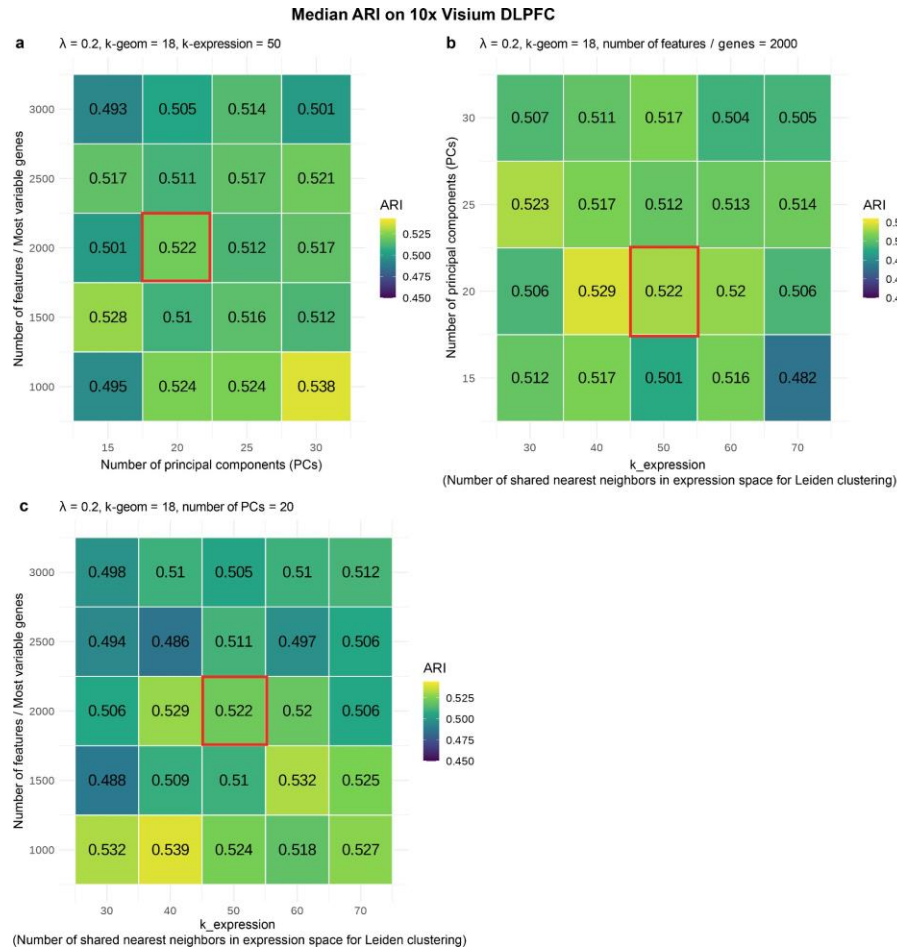 Median ARI on 10x Visium DLPFC
a λ = 0.2, k-geom = 18, k-expression = 50
Number of features / Most variable genes
3000 0.493 0.505 0.514 0.501
2500 0.517 0.511 0.517 0.521
2000 0.501 0.522 0.512 0.517
1500 0.528 0.51 0.516 0.512
1000 0.495 0.524 0.524 0.538
15 20 25 30
Number of principal components (PCs)
ARI
0.525
0.500
0.475
0.450
b λ = 0.2, k-geom = 18, number of features / genes = 2000
Number of principal components (PCs)
30 0.507 0.511 0.517 0.504 0.505
25 0.523 0.517 0.512 0.513 0.514
20 0.506 0.529 0.522 0.52 0.506
15 0.512 0.517 0.501 0.516 0.482
30 40 50 60 70
k_expression
(Number of shared nearest neighbors in expression space for Leiden clustering)
ARI
c λ = 0.2, k-geom = 18, number of PCs = 20
Number of features / Most variable genes
3000 0.498 0.51 0.505 0.51 0.512
2500 0.494 0.486 0.511 0.497 0.506
2000 0.506 0.529 0.522 0.52 0.506
1500 0.488 0.509 0.51 0.532 0.525
1000 0.532 0.539 0.524 0.518 0.527
30 40 50 60 70
k_expression
(Number of shared nearest neighbors in expression space for Leiden clustering)
ARI
0.525
0.500
0.475
0.450